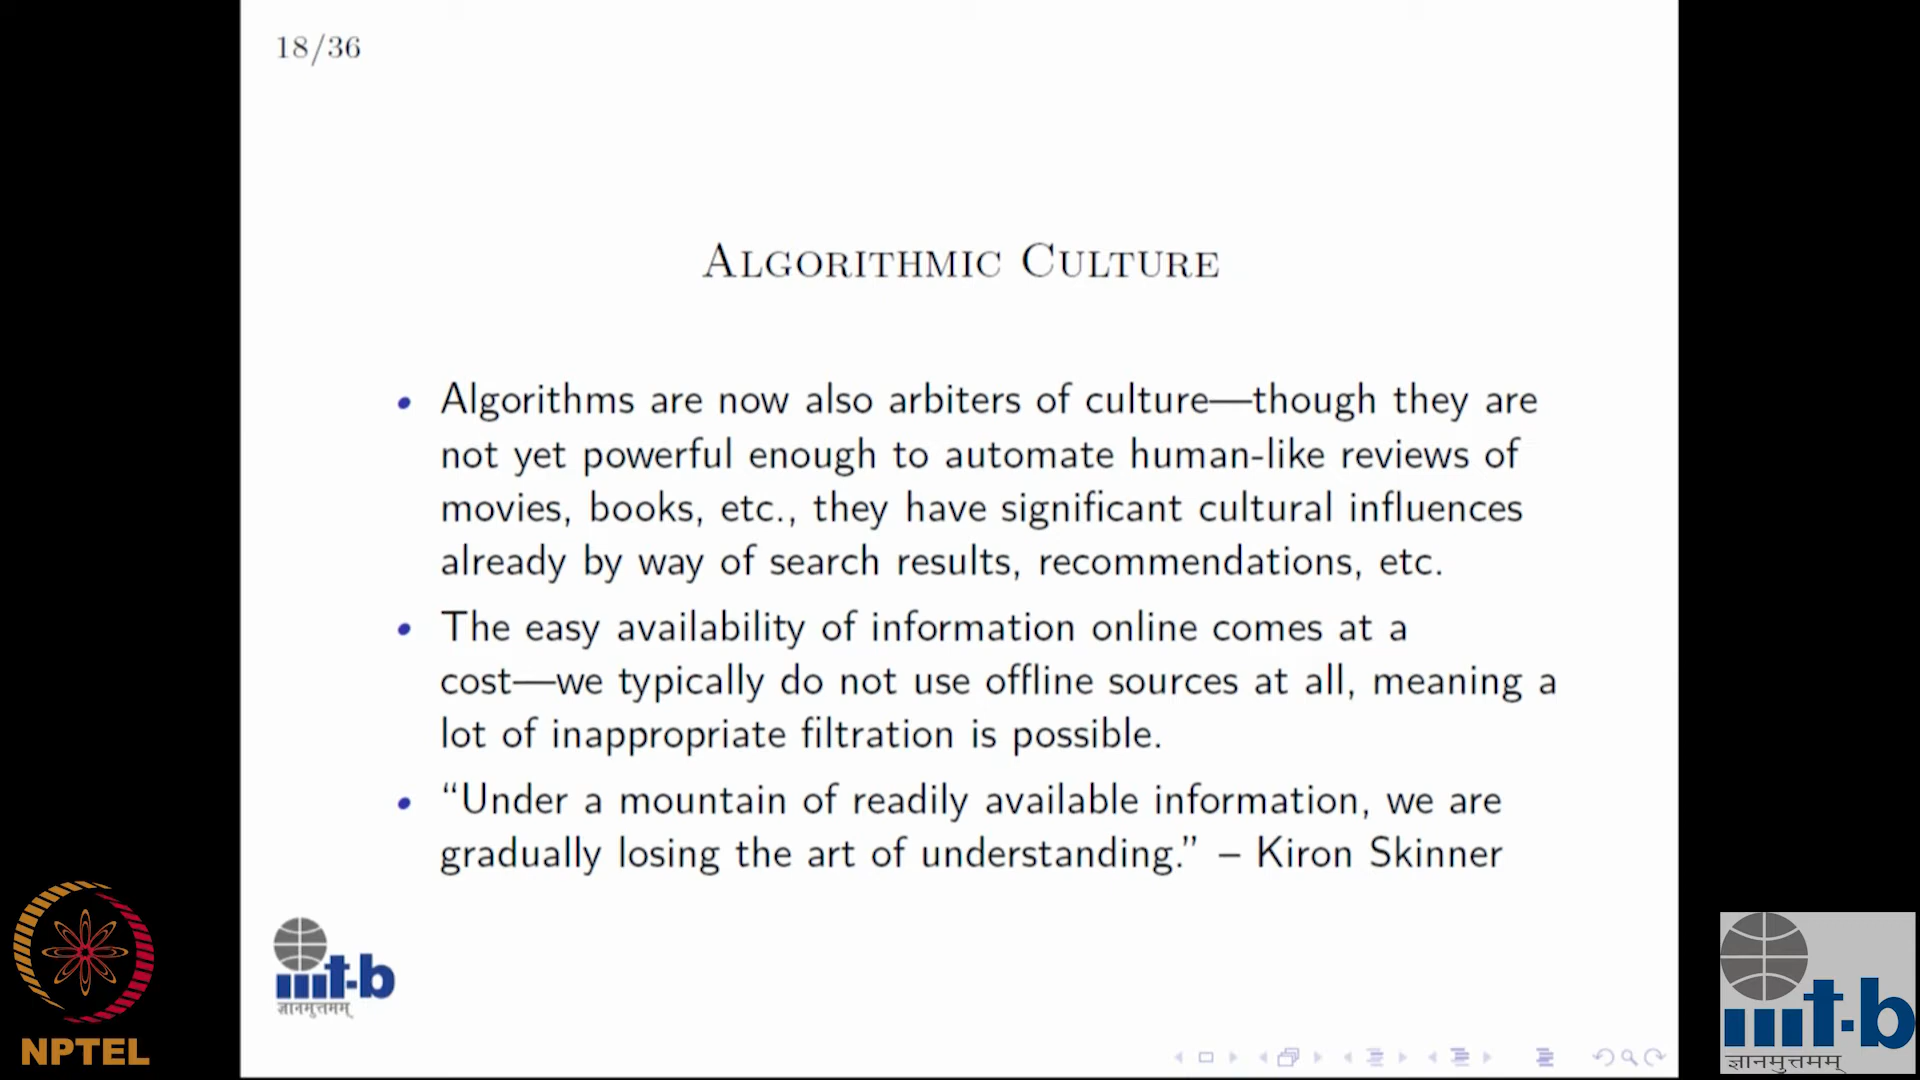 18/36
Algorithmic Culture
• Algorithms are now also arbiters of culture—though they are
not yet powerful enough to automate human-like reviews of
movies, books, etc., they have significant cultural influences
already by way of search results, recommendations, etc.
• The easy availability of information online comes at a
cost—we typically do not use offline sources at all, meaning a
lot of inappropriate filtration is possible.
• “Under a mountain of readily available information, we are
gradually losing the art of understanding.” – Kiron Skinner
iiit-b
ज्ञानमुत्तमम्
NPTEL
iiit-b
ज्ञानमुत्तमम्